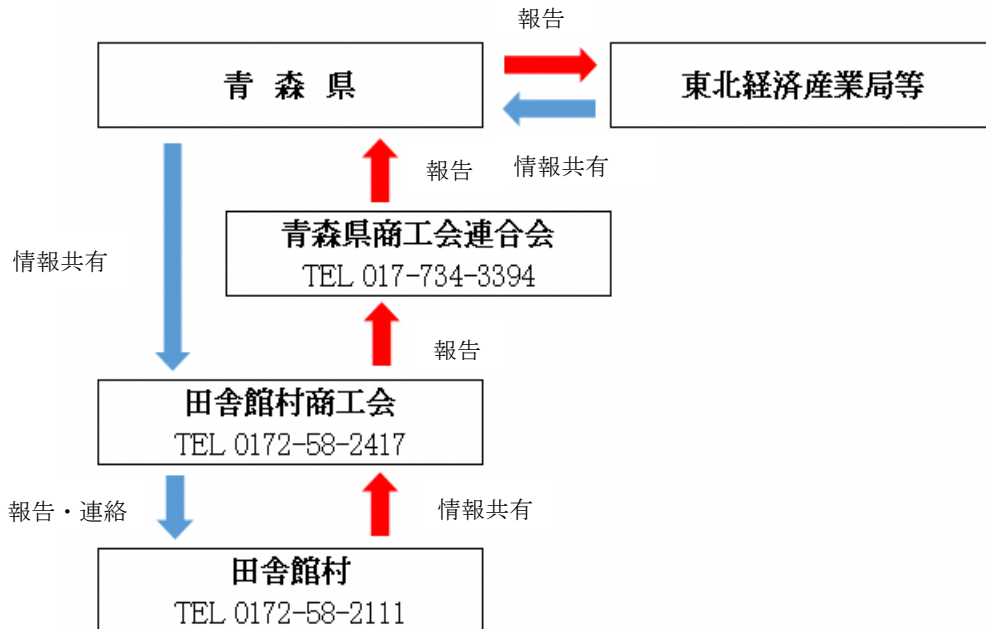 報告
青 森 県
東北経済産業局等
報告
情報共有
青森県商工会連合会
TEL 017-734-3394
情報共有
報告
田舎館村商工会
TEL 0172-58-2417
報告・連絡
情報共有
田舎館村
TEL 0172-58-2111